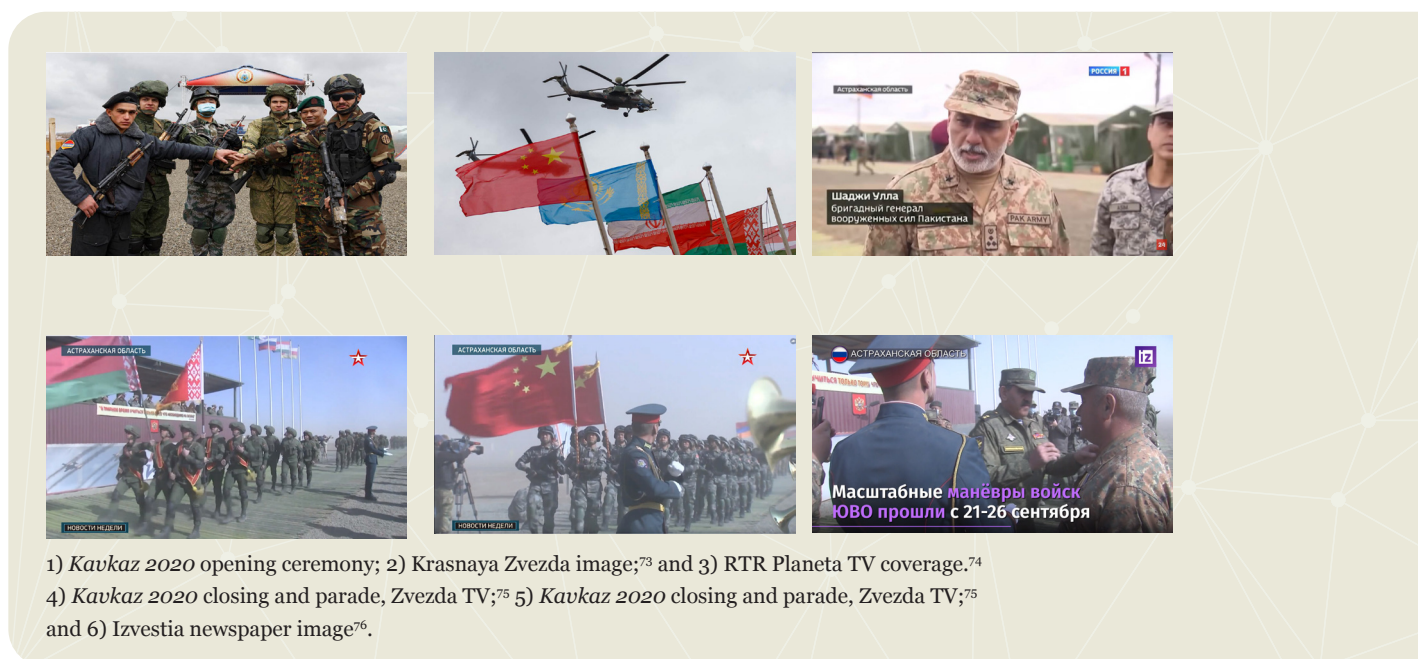 РОССИЯ 1
Астраханская область
Шаджи Улла
бригадный генерал
вооруженных сил Пакистана
PAK ARMY
24
АСТРАХАНСКАЯ ОБЛАСТЬ
НОВОСТИ НЕДЕЛИ
АСТРАХАНСКАЯ ОБЛАСТЬ
НОВОСТИ НЕДЕЛИ
АСТРАХАНСКАЯ ОБЛАСТЬ
iz
Масштабные манёвры войск
ЮВО прошли с 21-26 сентября
1) Kavkaz 2020 opening ceremony; 2) Krasnaya Zvezda image;⁷³ and 3) RTR Planeta TV coverage.⁷⁴
4) Kavkaz 2020 closing and parade, Zvezda TV;⁷⁵ 5) Kavkaz 2020 closing and parade, Zvezda TV;⁷⁵
and 6) Izvestia newspaper image⁷⁶.